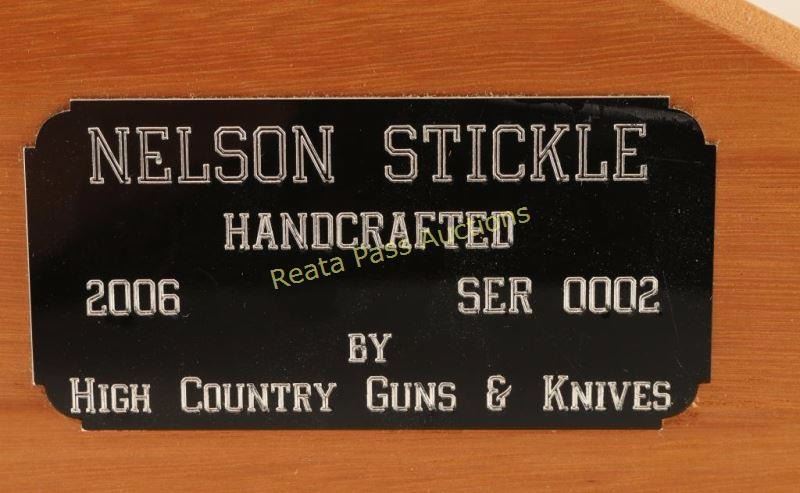 NELSON STICKLE
HANDCRAFTED
Reata Pass Auctions
2006 SER 0002
BY
HIGH COUNTRY GUNS & KNIVES